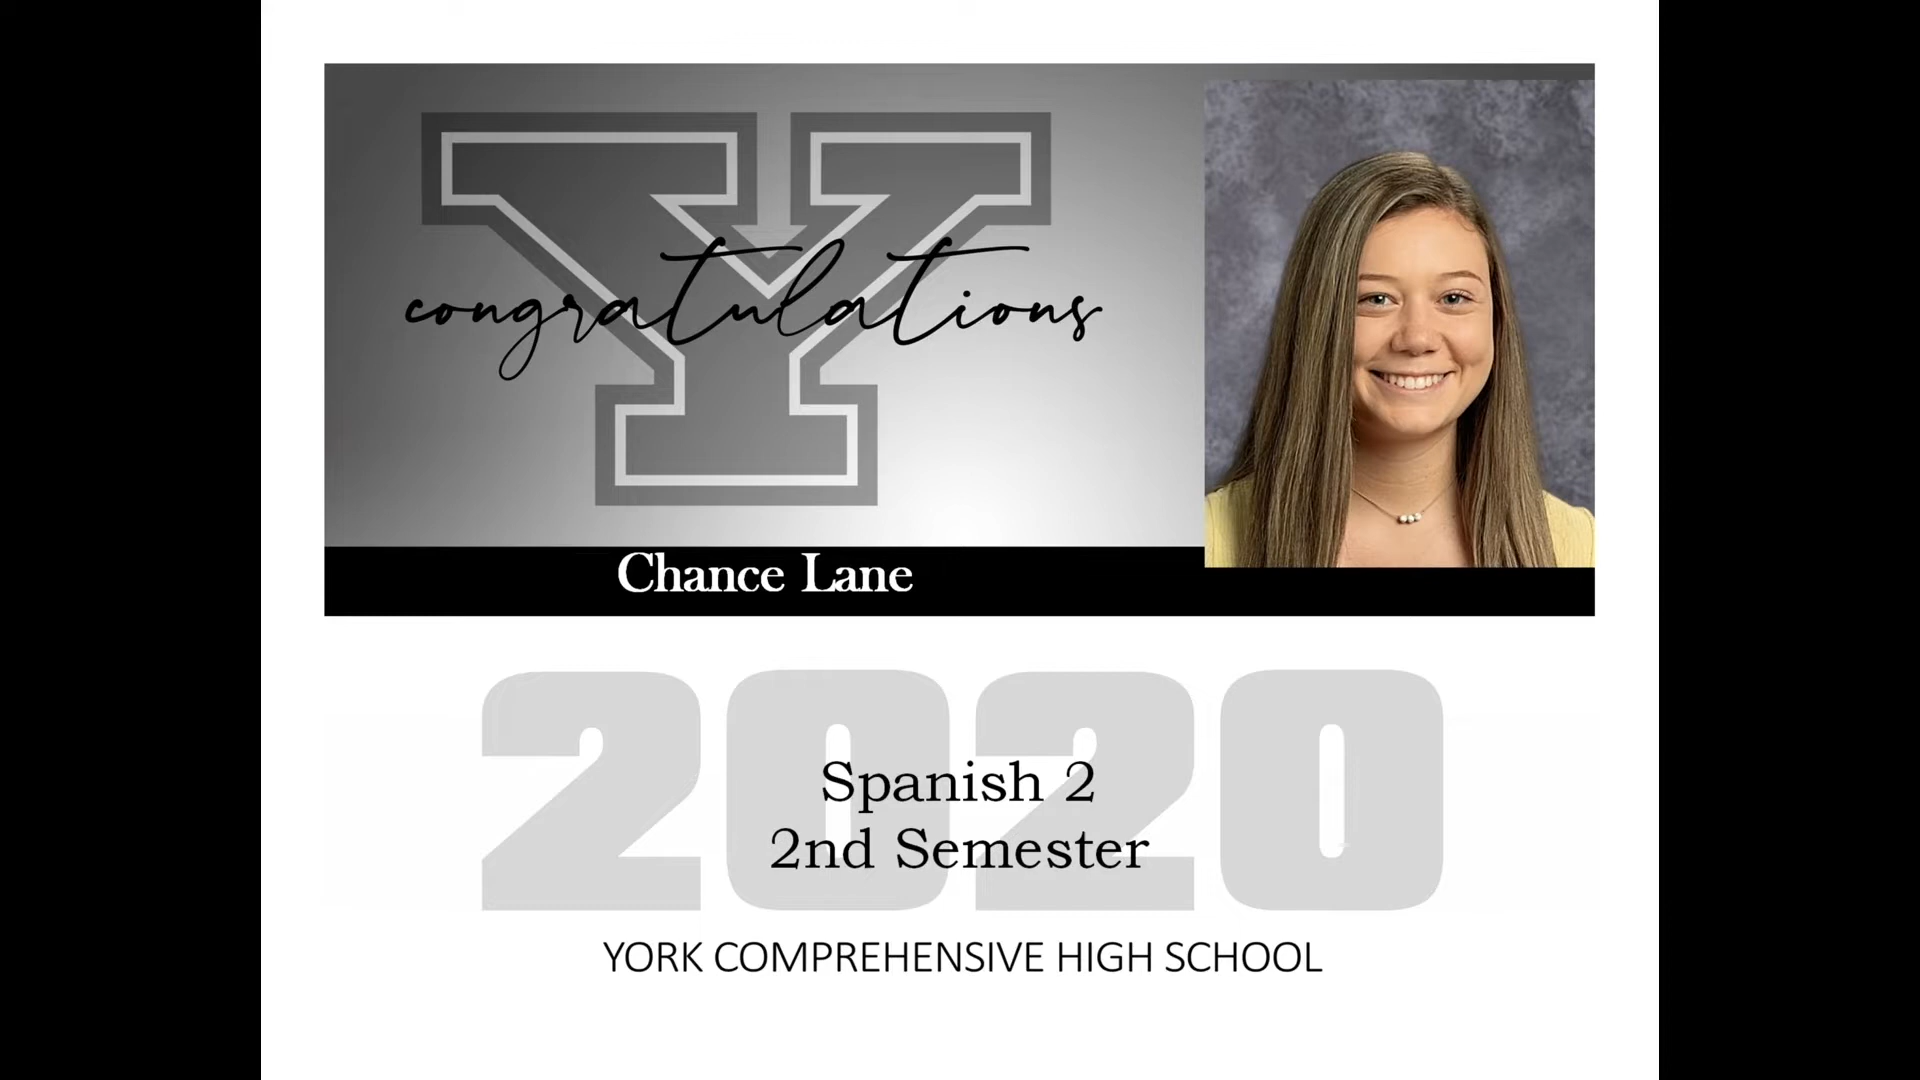 Y
congratulations
Chance Lane
2020
Spanish 2
2nd Semester
YORK COMPREHENSIVE HIGH SCHOOL